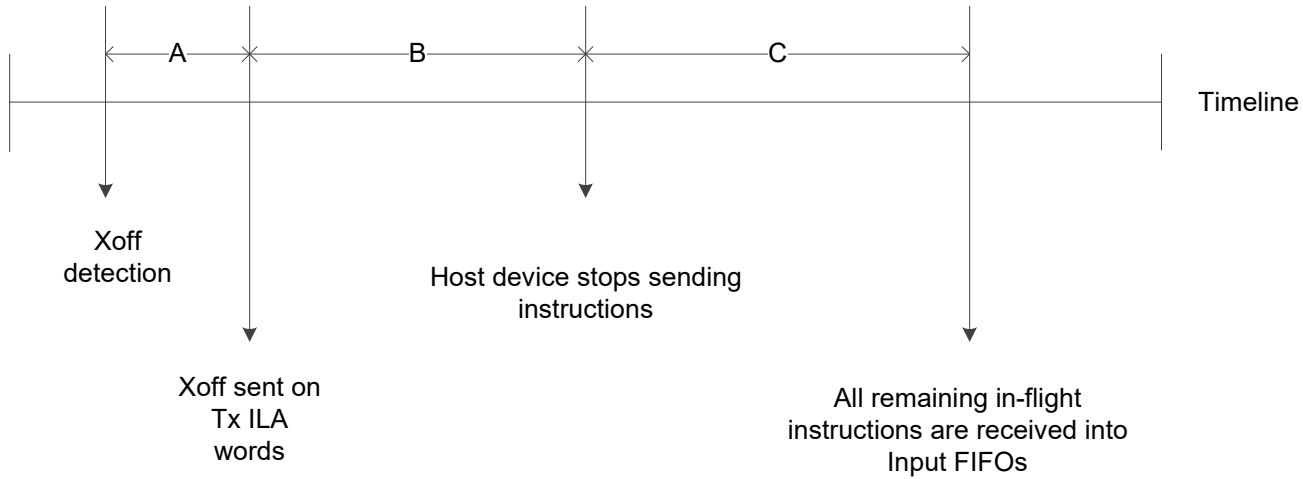 A
B
C
Timeline
Xoff
detection
Host device stops sending
instructions
Xoff sent on
Tx ILA
words
All remaining in-flight
instructions are received into
Input FIFOs